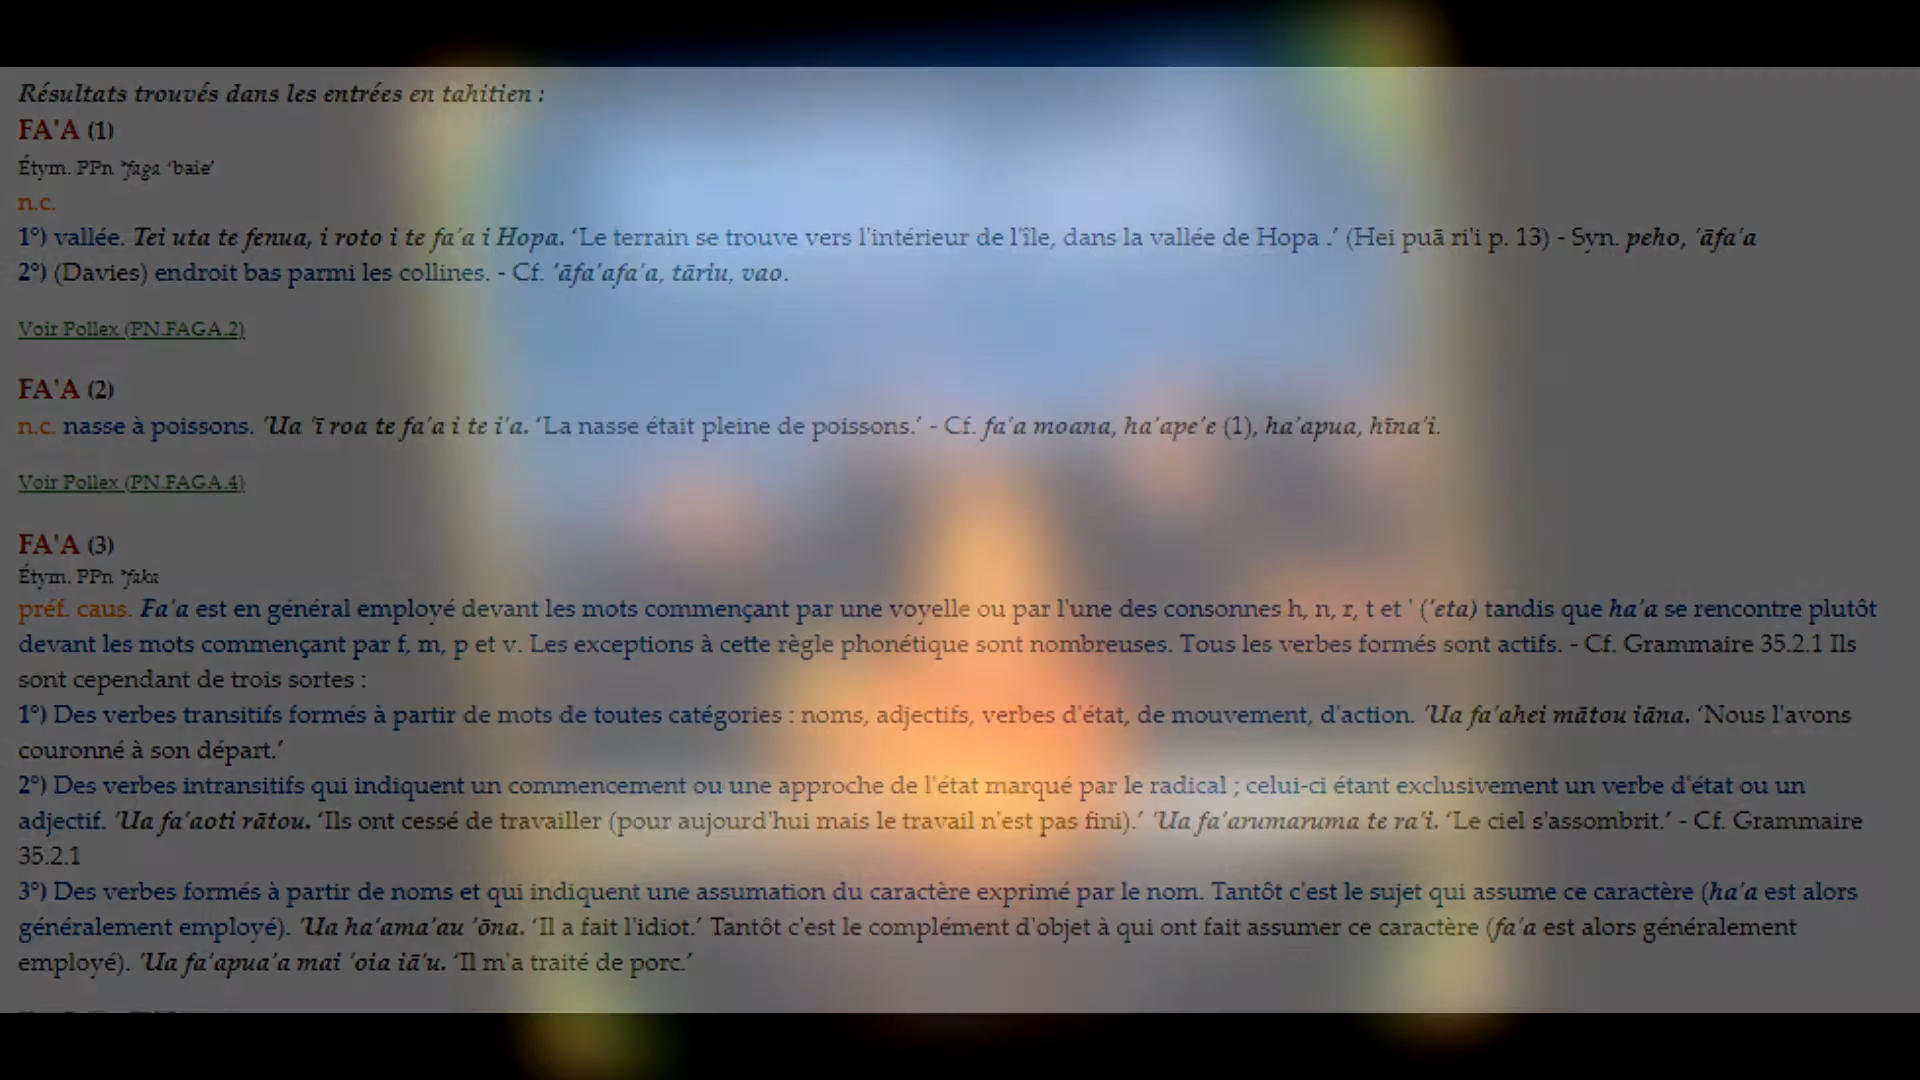 Résultats trouvés dans les entrées en tahitien :
FA'A (1)
Étym. PPn *faga ‘baie’
n.c.
1°) vallée. Tei uta te fenua, i roto i te fa'a i Hopa. ‘Le terrain se trouve vers l'intérieur de l'île, dans la vallée de Hopa .’ (Hei puā ri'i p. 13) - Syn. peho, 'āfa'a
2°) (Davies) endroit bas parmi les collines. - Cf. 'āfa'afa'a, tāriu, vao.
Voir Pollex (PN.FAGA.2)
FA'A (2)
n.c. nasse à poissons. 'Ua 'ī roa te fa'a i te i'a. ‘La nasse était pleine de poissons.’ - Cf. fa'a moana, ha'ape'e (1), ha'apua, hīna'i.
Voir Pollex (PN.FAGA.4)
FA'A (3)
Étym. PPn *faka
préf. caus. Fa'a est en général employé devant les mots commençant par une voyelle ou par l'une des consonnes h, n, r, t et ' ('eta) tandis que ha'a se rencontre plutôt
devant les mots commençant par f, m, p et v. Les exceptions à cette règle phonétique sont nombreuses. Tous les verbes formés sont actifs. - Cf. Grammaire 35.2.1 Ils
sont cependant de trois sortes :
1°) Des verbes transitifs formés à partir de mots de toutes catégories : noms, adjectifs, verbes d'état, de mouvement, d'action. 'Ua fa'ahei mātou iāna. ‘Nous l'avons
couronné à son départ.’
2°) Des verbes intransitifs qui indiquent un commencement ou une approche de l'état marqué par le radical ; celui-ci étant exclusivement un verbe d'état ou un
adjectif. 'Ua fa'aoti rātou. ‘Ils ont cessé de travailler (pour aujourd'hui mais le travail n'est pas fini).’ 'Ua fa'arumaruma te ra'i. ‘Le ciel s'assombrit.’ - Cf. Grammaire
35.2.1
3°) Des verbes formés à partir de noms et qui indiquent une assumation du caractère exprimé par le nom. Tantôt c'est le sujet qui assume ce caractère (ha'a est alors
généralement employé). 'Ua ha'ama'au 'ōna. ‘Il a fait l'idiot.’ Tantôt c'est le complément d'objet à qui ont fait assumer ce caractère (fa'a est alors généralement
employé). 'Ua fa'apua'a mai 'oia iā'u. ‘Il m'a traité de porc.’